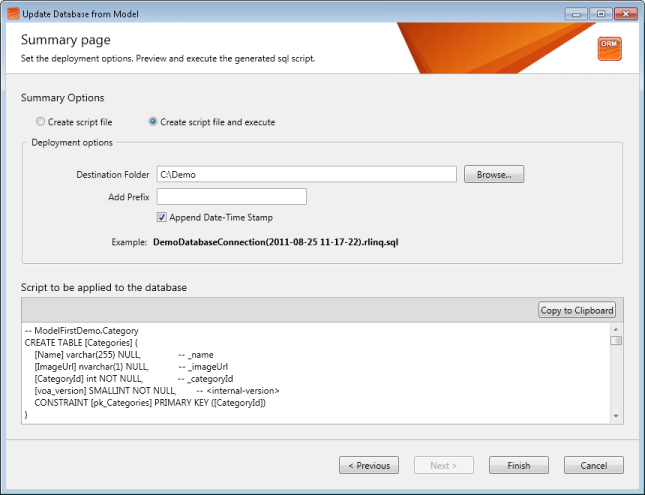 Update Database from Model
Summary page
Set the deployment options. Preview and execute the generated sql script.
ORM
Summary Options
Create script file
Create script file and execute
Deployment options
Destination Folder
C:\Demo
Browse...
Add Prefix
Append Date-Time Stamp
Example: DemoDatabaseConnection(2011-08-25 11-17-22).rlinq.sql
Script to be applied to the database
Copy to Clipboard
-- ModelFirstDemo.Category
CREATE TABLE [Categories] (
[Name] varchar(255) NULL, -- _name
[ImageUrl] nvarchar(1) NULL, -- _imageUrl
[CategoryId] int NOT NULL, -- _categoryId
[voa_version] SMALLINT NOT NULL, -- <internal-version>
CONSTRAINT [pk_Categories] PRIMARY KEY ([CategoryId])
)
< Previous
Next >
Finish
Cancel